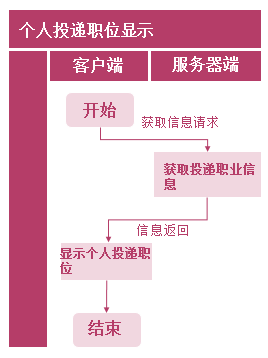 个人投递职位显示
客户端
服务器端
开始
获取信息请求
获取投递职业信
息
信息返回
显示个人投递职
位
结束